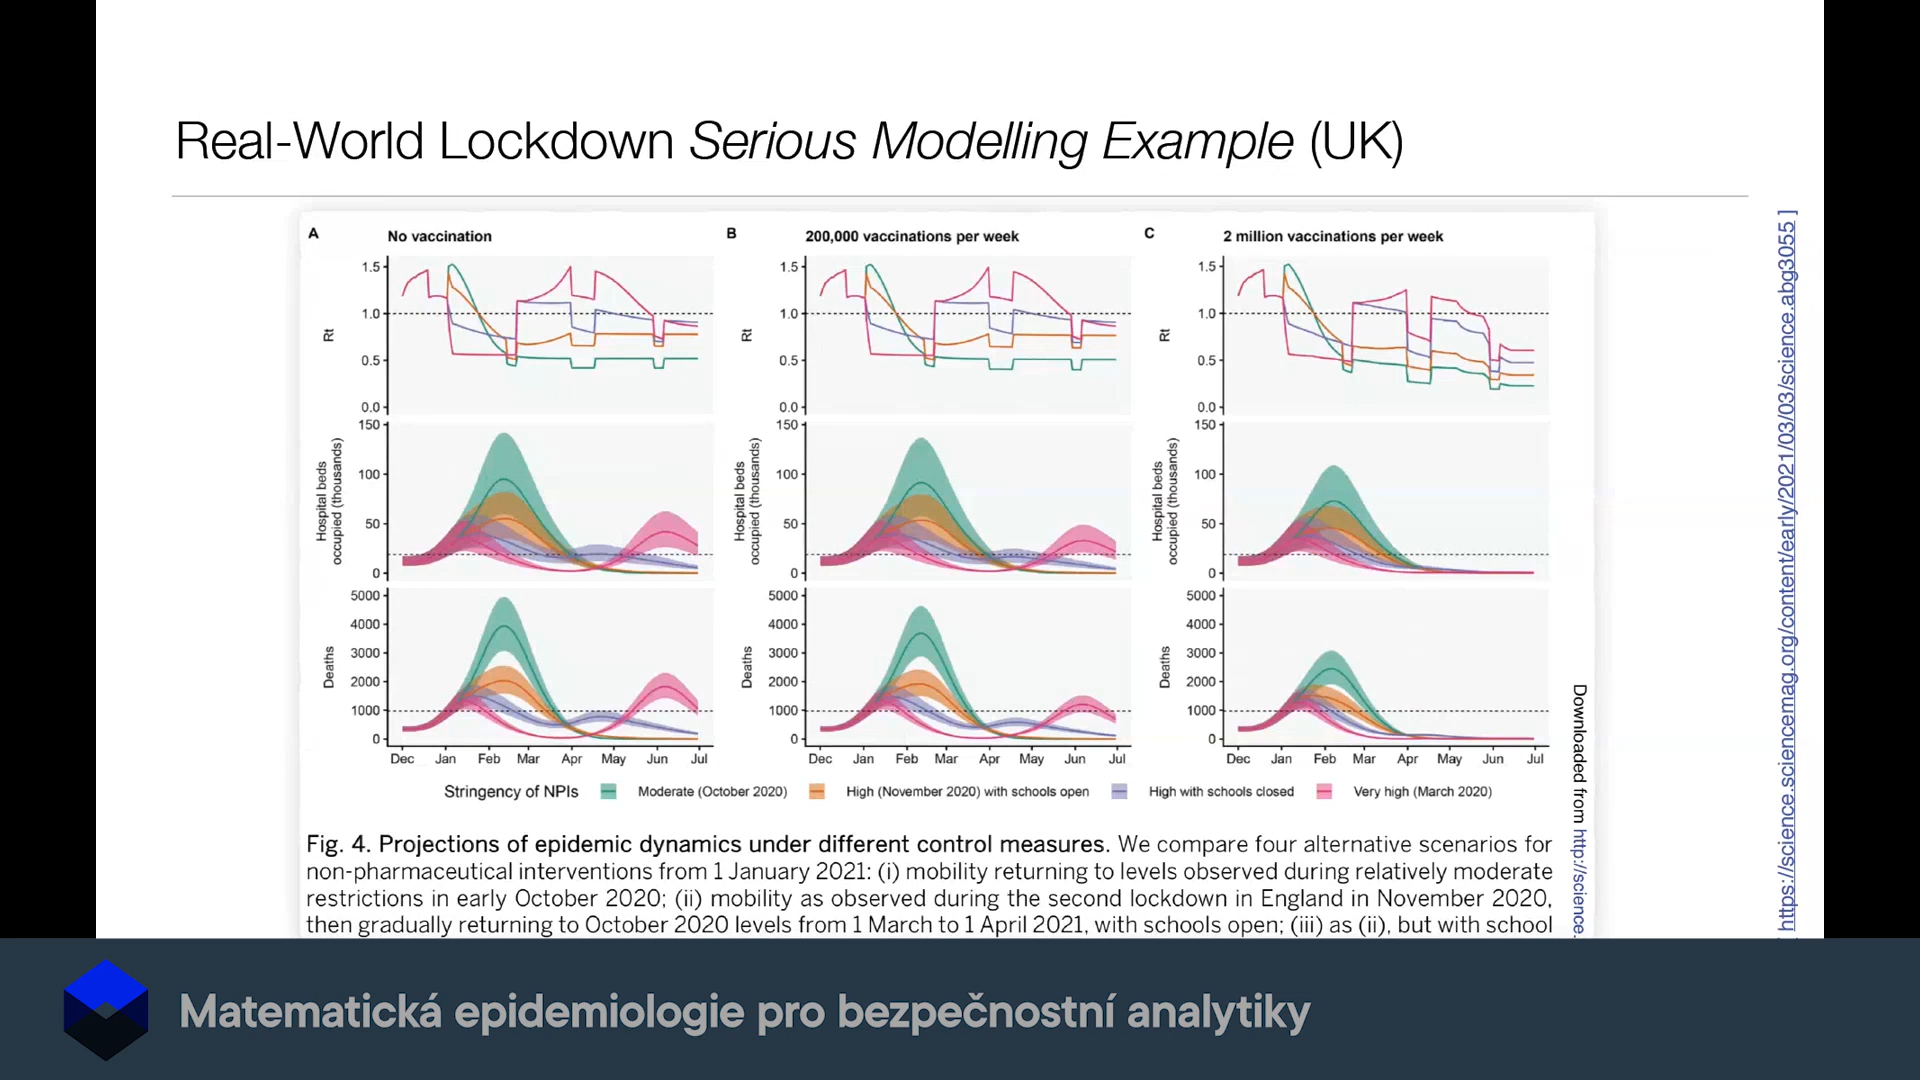 Real-World Lockdown Serious Modelling Example (UK)
A No vaccination
B 200,000 vaccinations per week
C 2 million vaccinations per week
Rt
1.5
1.0
0.5
0.0
Rt
1.5
1.0
0.5
0.0
Rt
1.5
1.0
0.5
0.0
Hospital beds
occupied (thousands)
150
100
50
0
Hospital beds
occupied (thousands)
150
100
50
0
Hospital beds
occupied (thousands)
150
100
50
0
Deaths
5000
4000
3000
2000
1000
0
Deaths
5000
4000
3000
2000
1000
0
Deaths
5000
4000
3000
2000
1000
0
Dec Jan Feb Mar Apr May Jun Jul
Dec Jan Feb Mar Apr May Jun Jul
Dec Jan Feb Mar Apr May Jun Jul
Stringency of NPIs Moderate (October 2020) High (November 2020) with schools open High with schools closed Very high (March 2020)
Fig. 4. Projections of epidemic dynamics under different control measures. We compare four alternative scenarios for
non-pharmaceutical interventions from 1 January 2021: (i) mobility returning to levels observed during relatively moderate
restrictions in early October 2020; (ii) mobility as observed during the second lockdown in England in November 2020,
then gradually returning to October 2020 levels from 1 March to 1 April 2021, with schools open; (iii) as (ii), but with school
Downloaded from http://science.
https://science.sciencemag.org/content/early/2021/03/03/science.abg3055 ]
Matematická epidemiologie pro bezpečnostní analytiky